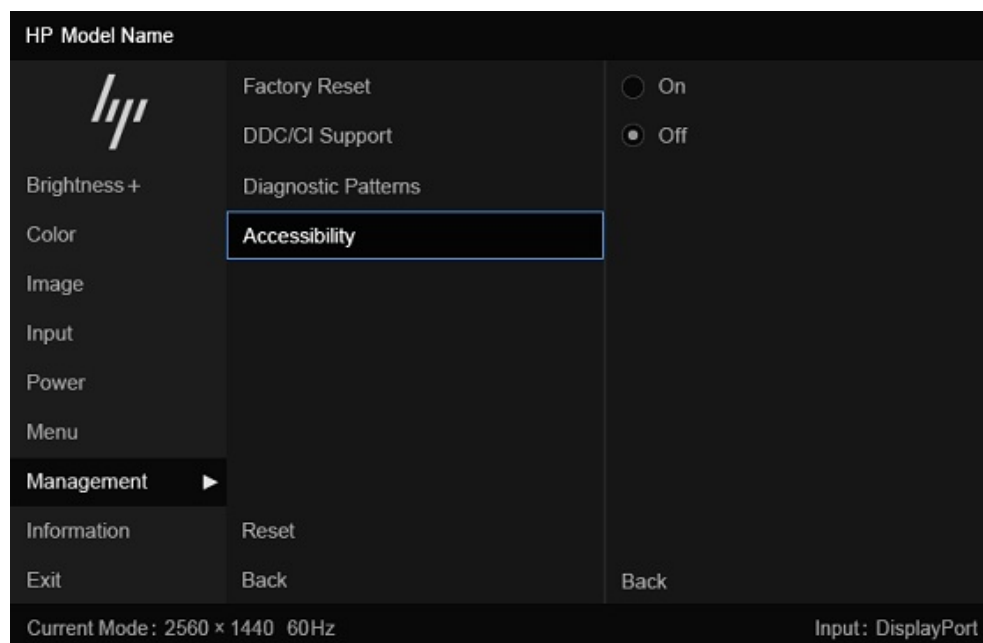 HP Model Name
hp
Brightness+
Color
Image
Input
Power
Menu
Management ▶
Information
Exit
Factory Reset
DDC/CI Support
Diagnostic Patterns
Accessibility
Reset
Back
On
Off
Back
Current Mode: 2560 × 1440 60Hz
Input: DisplayPort